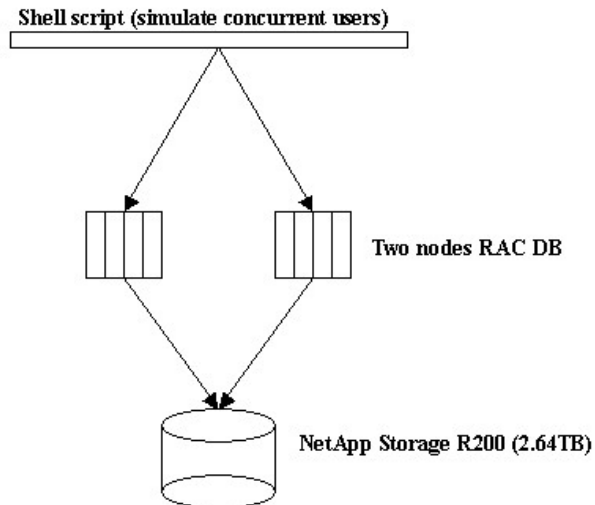 Shell script (simulate concurrent users)
Two nodes RAC DB
NetApp Storage R200 (2.64TB)